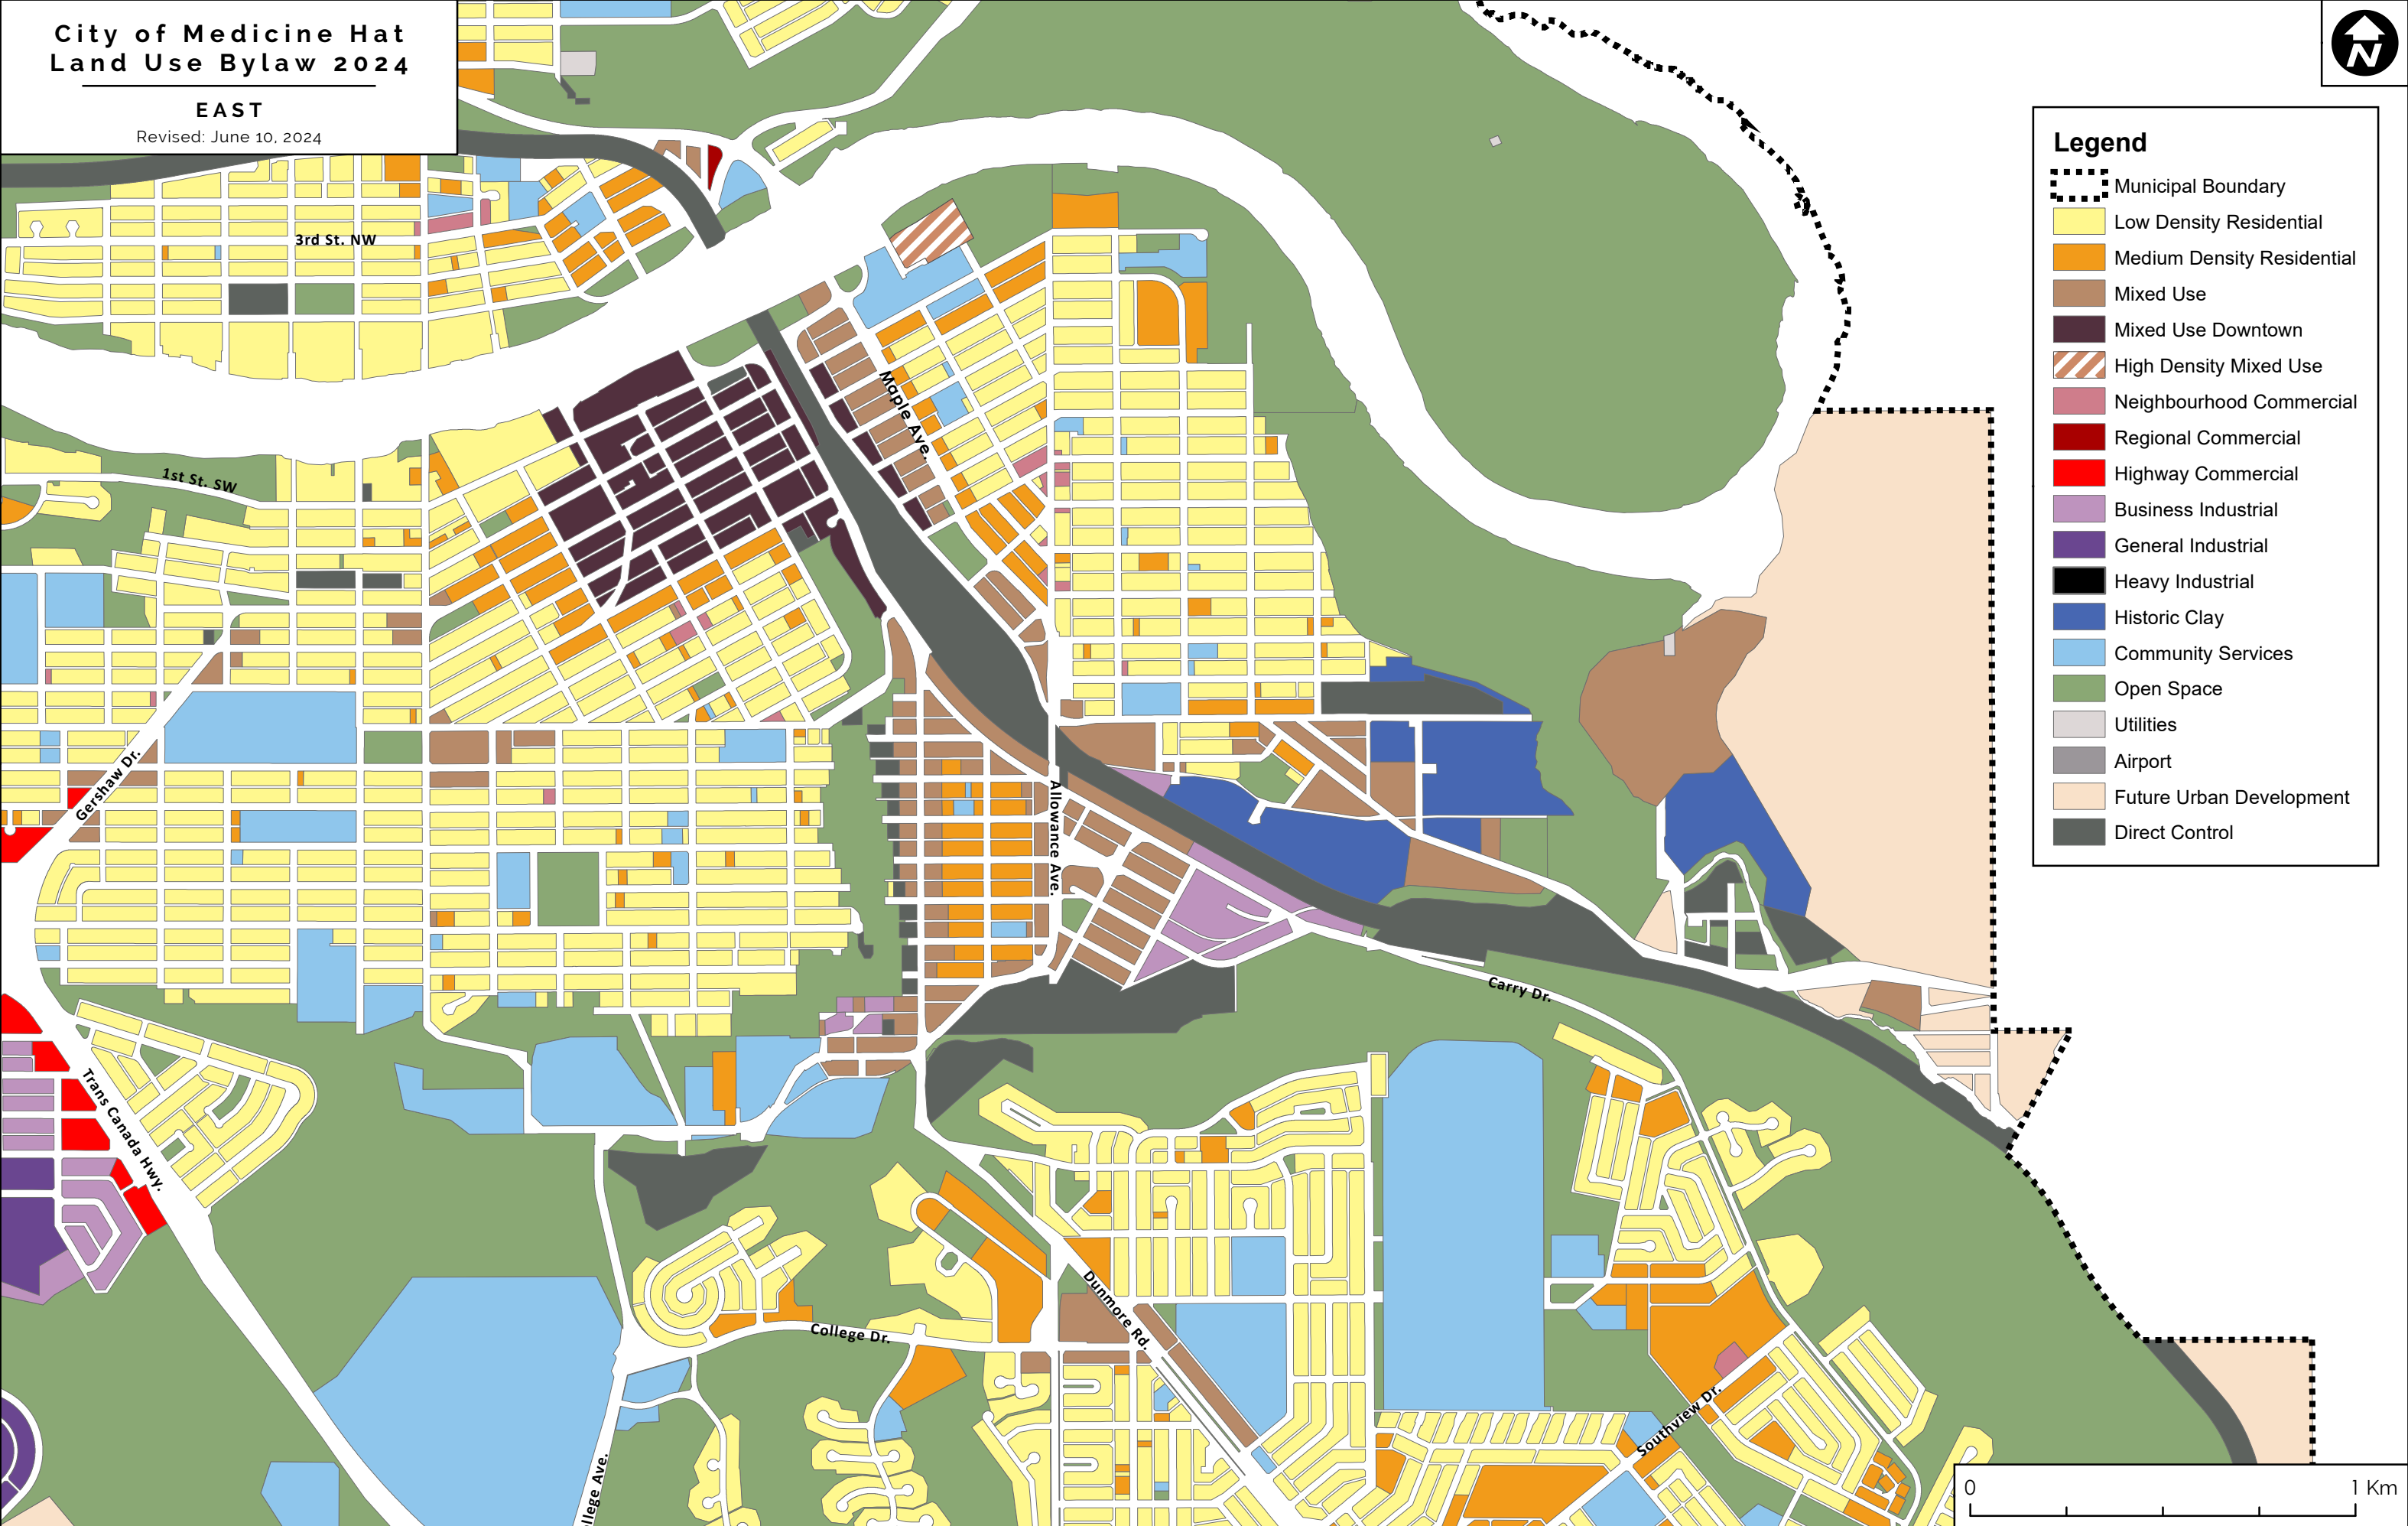 City of Medicine Hat
Land Use Bylaw 2024
EAST
Revised: June 10, 2024
N
Legend
Municipal Boundary
Low Density Residential
Medium Density Residential
Mixed Use
Mixed Use Downtown
High Density Mixed Use
Neighbourhood Commercial
Regional Commercial
Highway Commercial
Business Industrial
General Industrial
Heavy Industrial
Historic Clay
Community Services
Open Space
Utilities
Airport
Future Urban Development
Direct Control
3rd St. NW
Maple Ave.
1st St. SW
Gershaw Dr.
Allowance Ave.
Carry Dr.
Trans Canada Hwy.
College Dr.
Dunmore Rd.
Southview Dr.
llege Ave.
0 1 Km